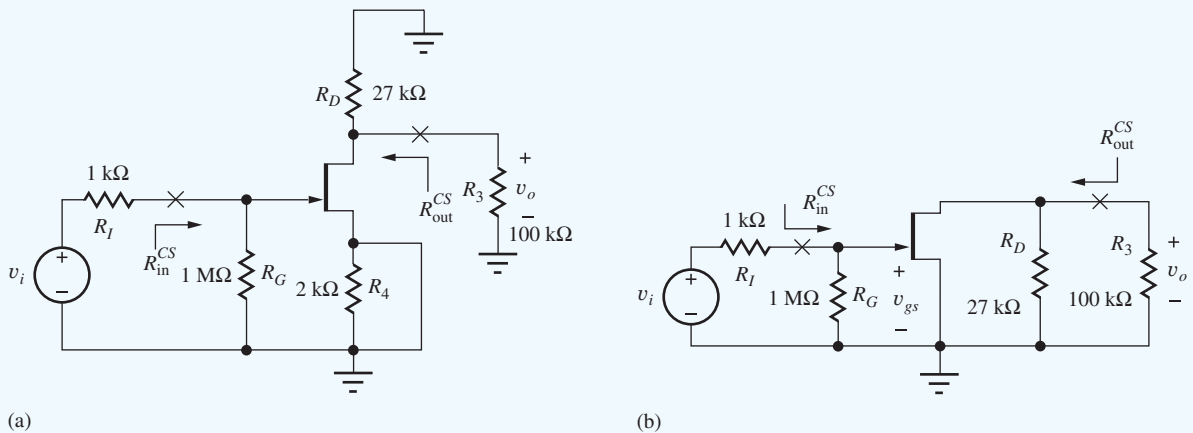 R_D
27 kΩ
1 kΩ
R_I
R_in^CS
R_out^CS
R_3
+
v_o
−
100 kΩ
v_i
+
−
1 MΩ
R_G
2 kΩ
R_4
(a)
R_out^CS
R_in^CS
1 kΩ
R_I
v_i
+
−
1 MΩ
R_G
+
v_gs
−
R_D
27 kΩ
R_3
100 kΩ
+
v_o
−
(b)